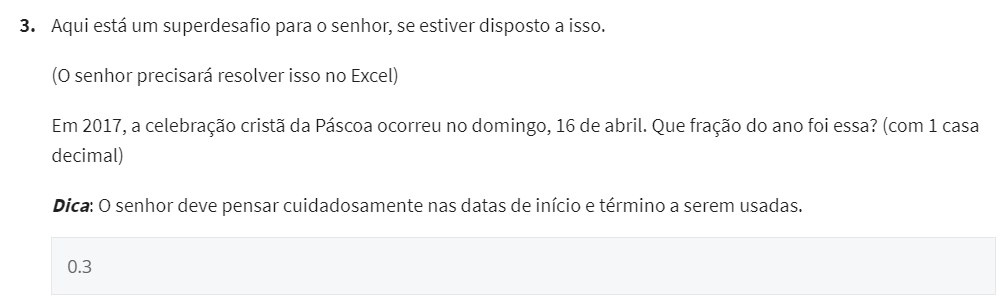 3. Aqui está um superdesafio para o senhor, se estiver disposto a isso.
(O senhor precisará resolver isso no Excel)
Em 2017, a celebração cristã da Páscoa ocorreu no domingo, 16 de abril. Que fração do ano foi essa? (com 1 casa
decimal)
Dica: O senhor deve pensar cuidadosamente nas datas de início e término a serem usadas.
0.3